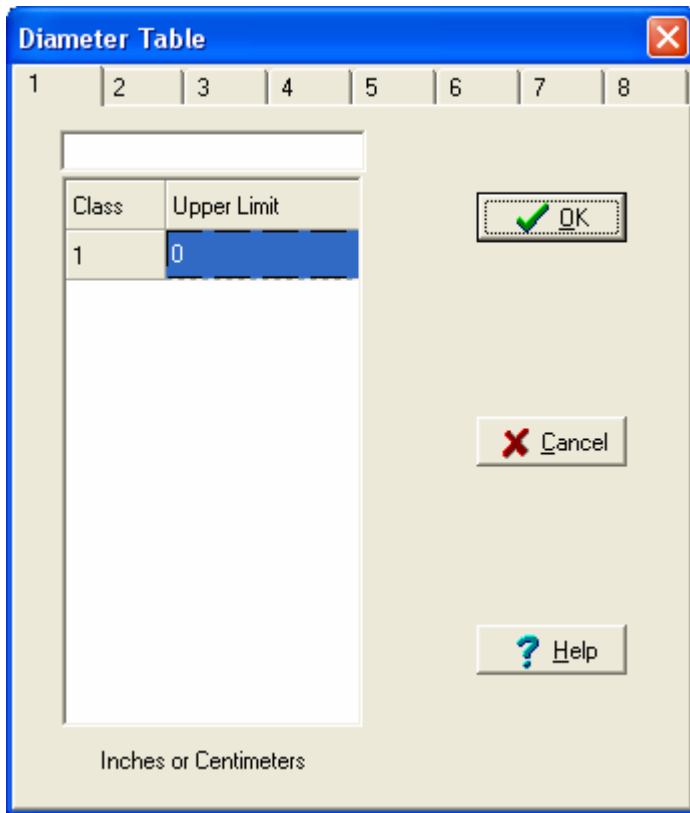 Diameter Table
1 2 3 4 5 6 7 8
Class Upper Limit
1 0
OK
Cancel
Help
Inches or Centimeters